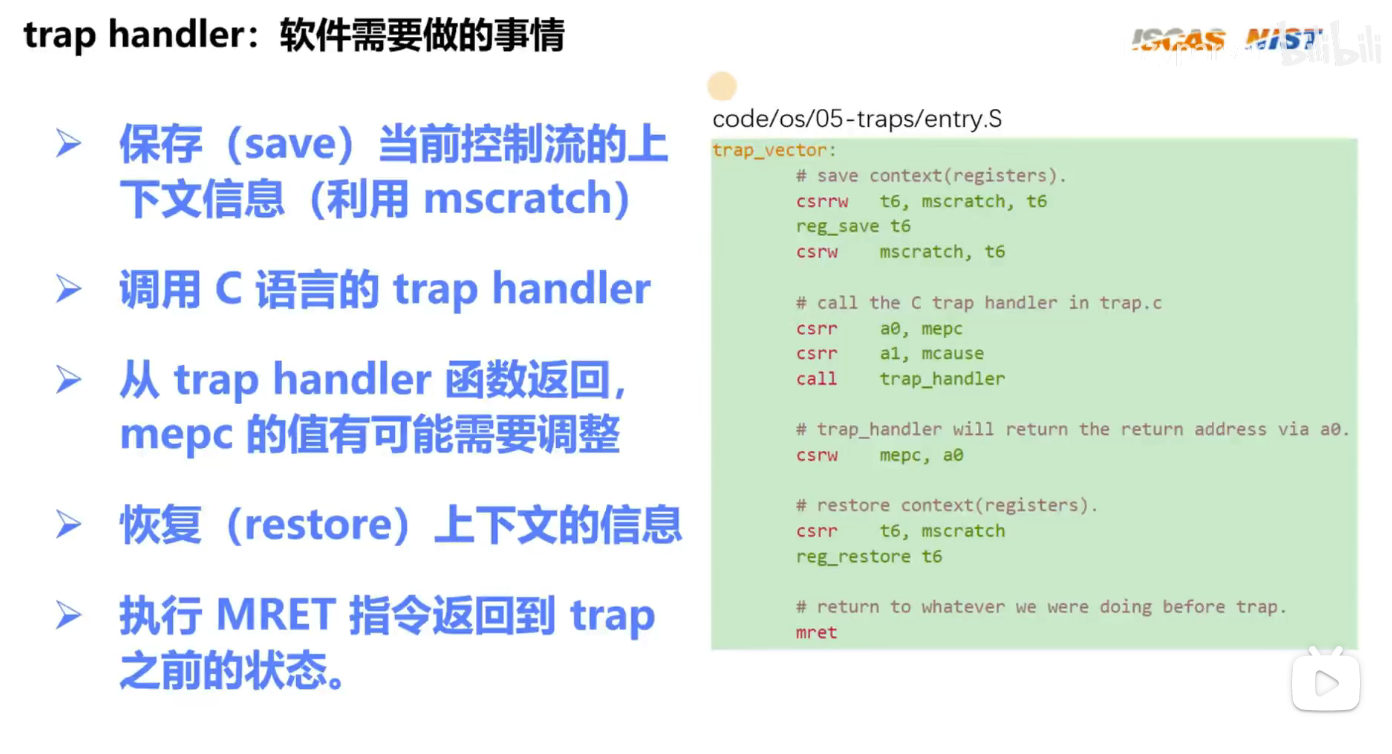 trap handler：软件需要做的事情
ISCAS NIST
bilibili
保存（save）当前控制流的上
下文信息（利用 mscratch）
调用 C 语言的 trap handler
从 trap handler 函数返回，
mepc 的值有可能需要调整
恢复（restore）上下文的信息
执行 MRET 指令返回到 trap
之前的状态。
code/os/05-traps/entry.S
trap_vector:
# save context(registers).
csrrw t6, mscratch, t6
reg_save t6
csrw mscratch, t6
# call the C trap handler in trap.c
csrr a0, mepc
csrr a1, mcause
call trap_handler
# trap_handler will return the return address via a0.
csrw mepc, a0
# restore context(registers).
csrr t6, mscratch
reg_restore t6
# return to whatever we were doing before trap.
mret